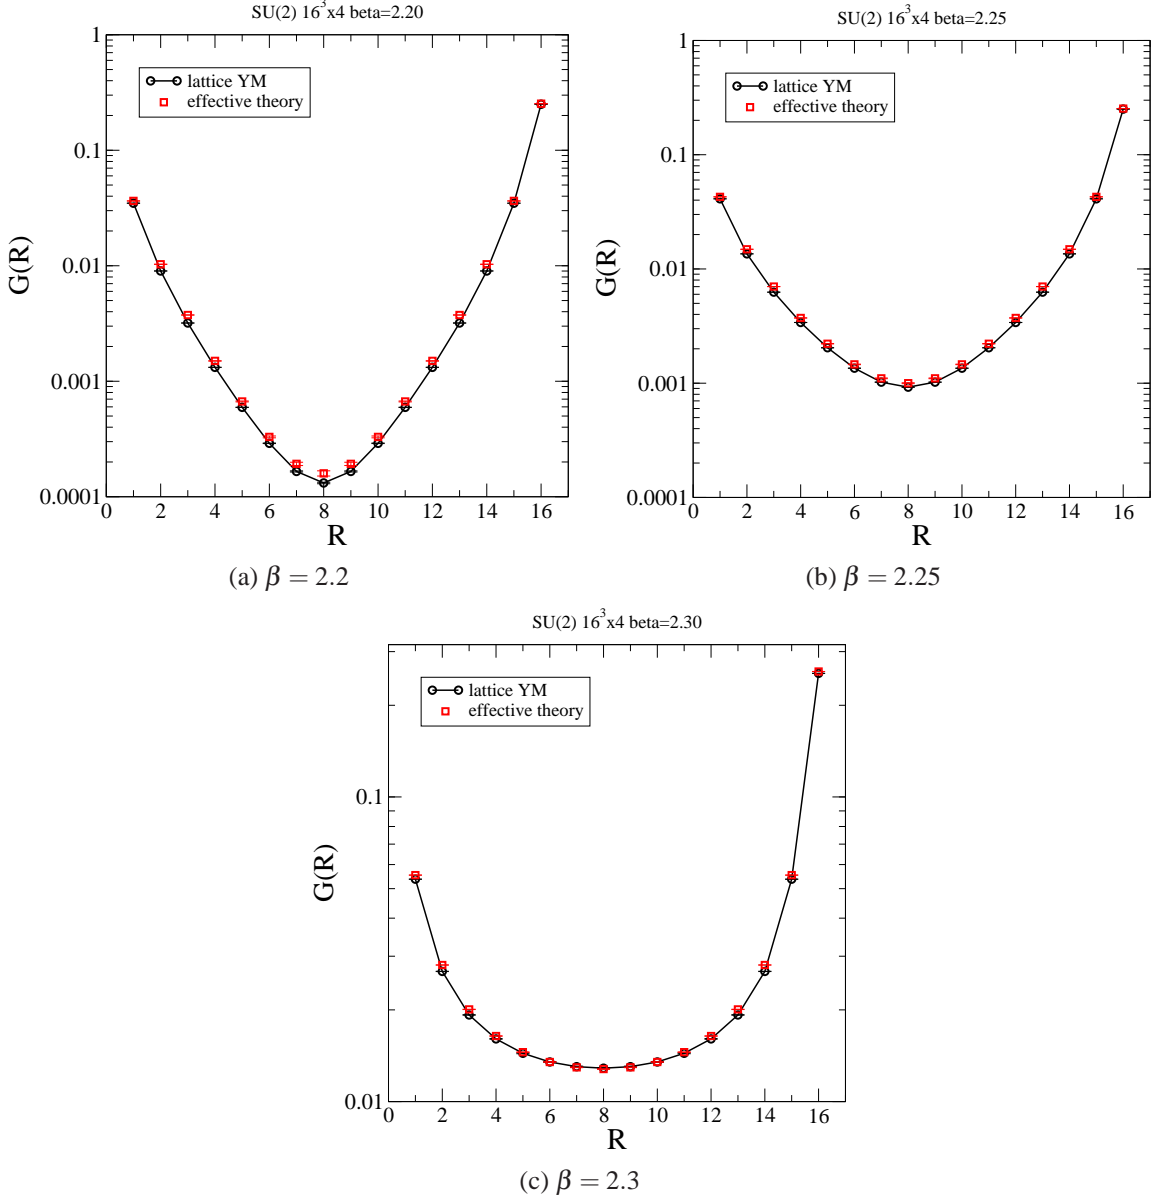 SU(2) 16³x4 beta=2.20
1
0.1
0.01
0.001
0.0001
G(R)
lattice YM
effective theory
0 2 4 6 8 10 12 14 16
R
(a) β = 2.2
SU(2) 16³x4 beta=2.25
1
0.1
0.01
0.001
0.0001
G(R)
lattice YM
effective theory
0 2 4 6 8 10 12 14 16
R
(b) β = 2.25
SU(2) 16³x4 beta=2.30
0.1
0.01
G(R)
lattice YM
effective theory
0 2 4 6 8 10 12 14 16
R
(c) β = 2.3